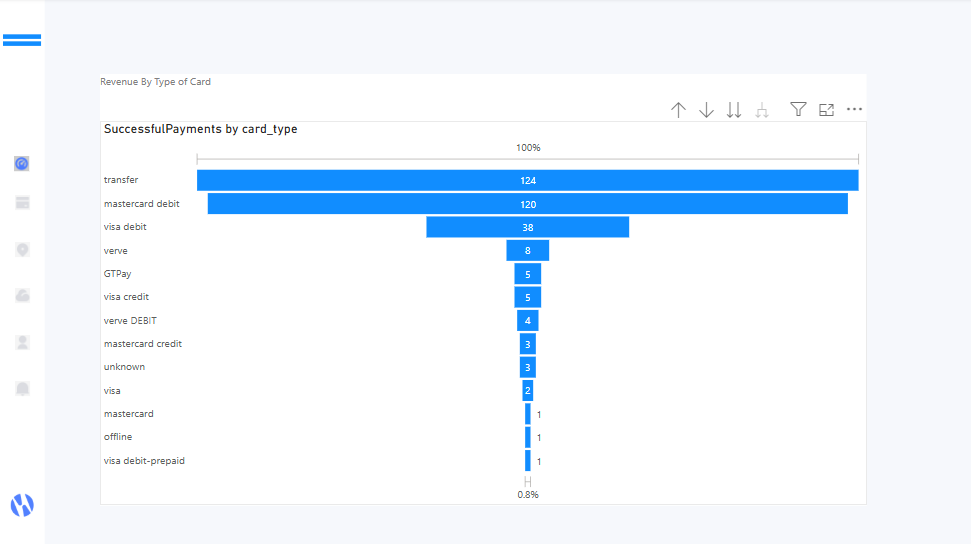 Revenue By Type of Card
SuccessfulPayments by card_type
100%
transfer 124
mastercard debit 120
visa debit 38
verve 8
GTPay 5
visa credit 5
verve DEBIT 4
mastercard credit 3
unknown 3
visa 2
mastercard 1
offline 1
visa debit-prepaid 1
0.8%